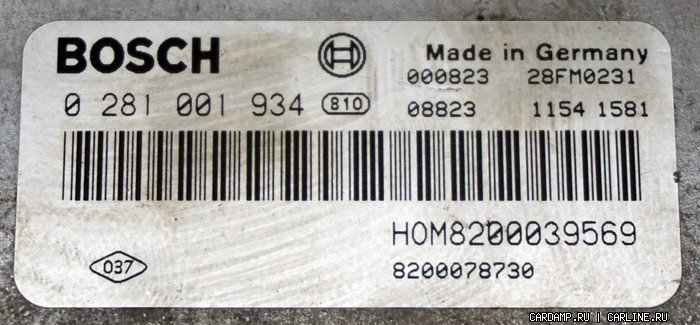 BOSCH
Made in Germany
000823 28FM0231
0 281 001 934 810
08823 1154 1581
HOM8200039569
037
8200078730
CARDAMP.RU | CARLINE.RU